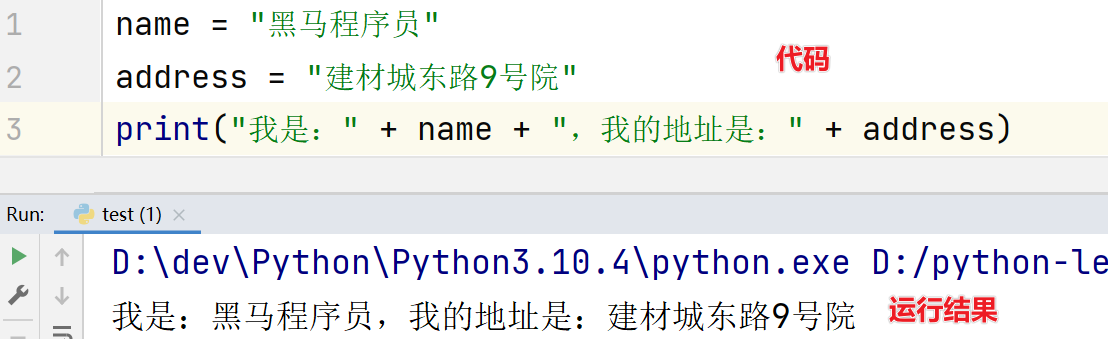 1 name = "黑马程序员"
代码
2 address = "建材城东路9号院"
3 print("我是：" + name + "，我的地址是：" + address)
Run: test (1) ×
D:\dev\Python\Python3.10.4\python.exe D:/python-le
我是：黑马程序员，我的地址是：建材城东路9号院
运行结果